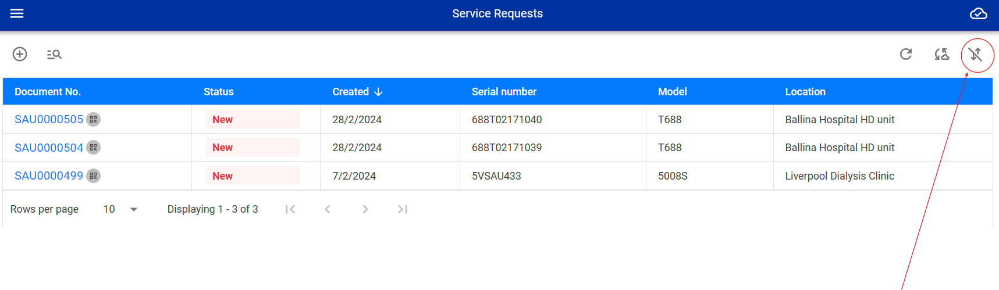 Service Requests
Document No. Status Created Serial number Model Location
SAU0000505 New 28/2/2024 688T02171040 T688 Ballina Hospital HD unit
SAU0000504 New 28/2/2024 688T02171039 T688 Ballina Hospital HD unit
SAU0000499 New 7/2/2024 5VSAU433 5008S Liverpool Dialysis Clinic
Rows per page 10 Displaying 1 - 3 of 3